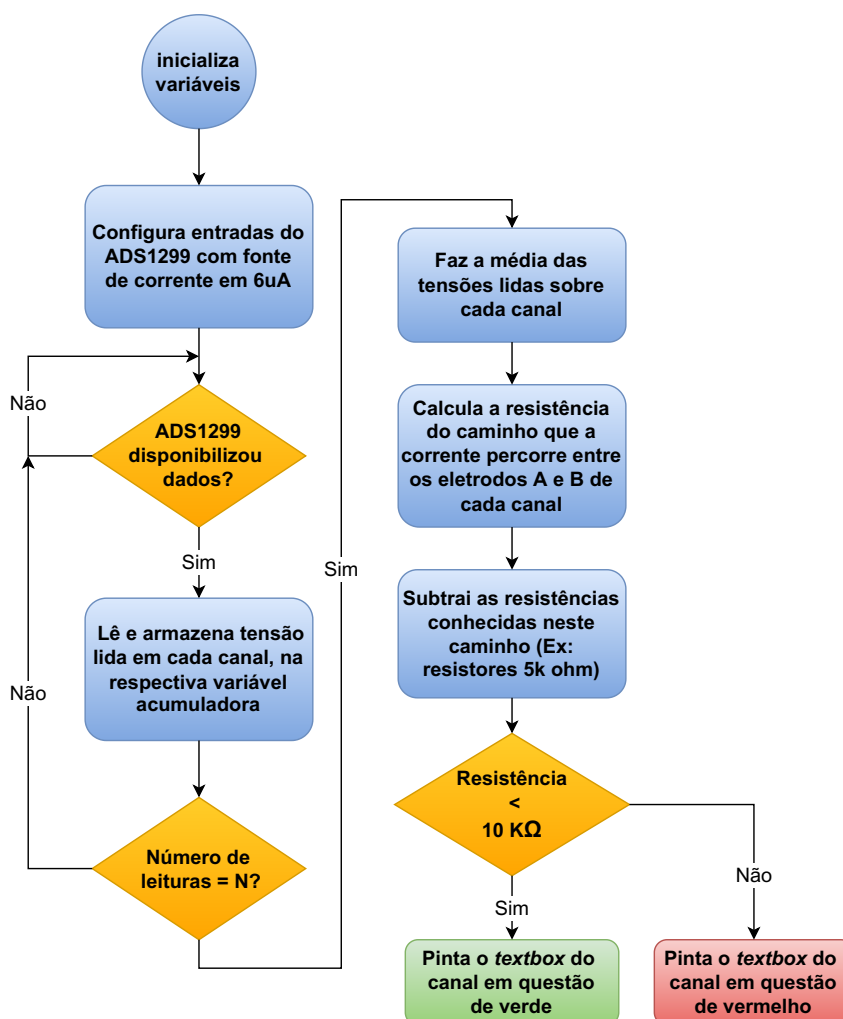 inicializa
variáveis
Configura entradas do
ADS1299 com fonte
de corrente em 6uA
Não
ADS1299
disponibilizou
dados?
Sim
Lê e armazena tensão
lida em cada canal, na
respectiva variável
acumuladora
Não
Número de
leituras = N?
Sim
Faz a média das
tensões lidas sobre
cada canal
Calcula a resistência
do caminho que a
corrente percorre entre
os eletrodos A e B de
cada canal
Subtrai as resistências
conhecidas neste
caminho (Ex:
resistores 5k ohm)
Resistência
<
10 KΩ
Sim
Não
Pinta o textbox do
canal em questão
de verde
Pinta o textbox do
canal em questão
de vermelho